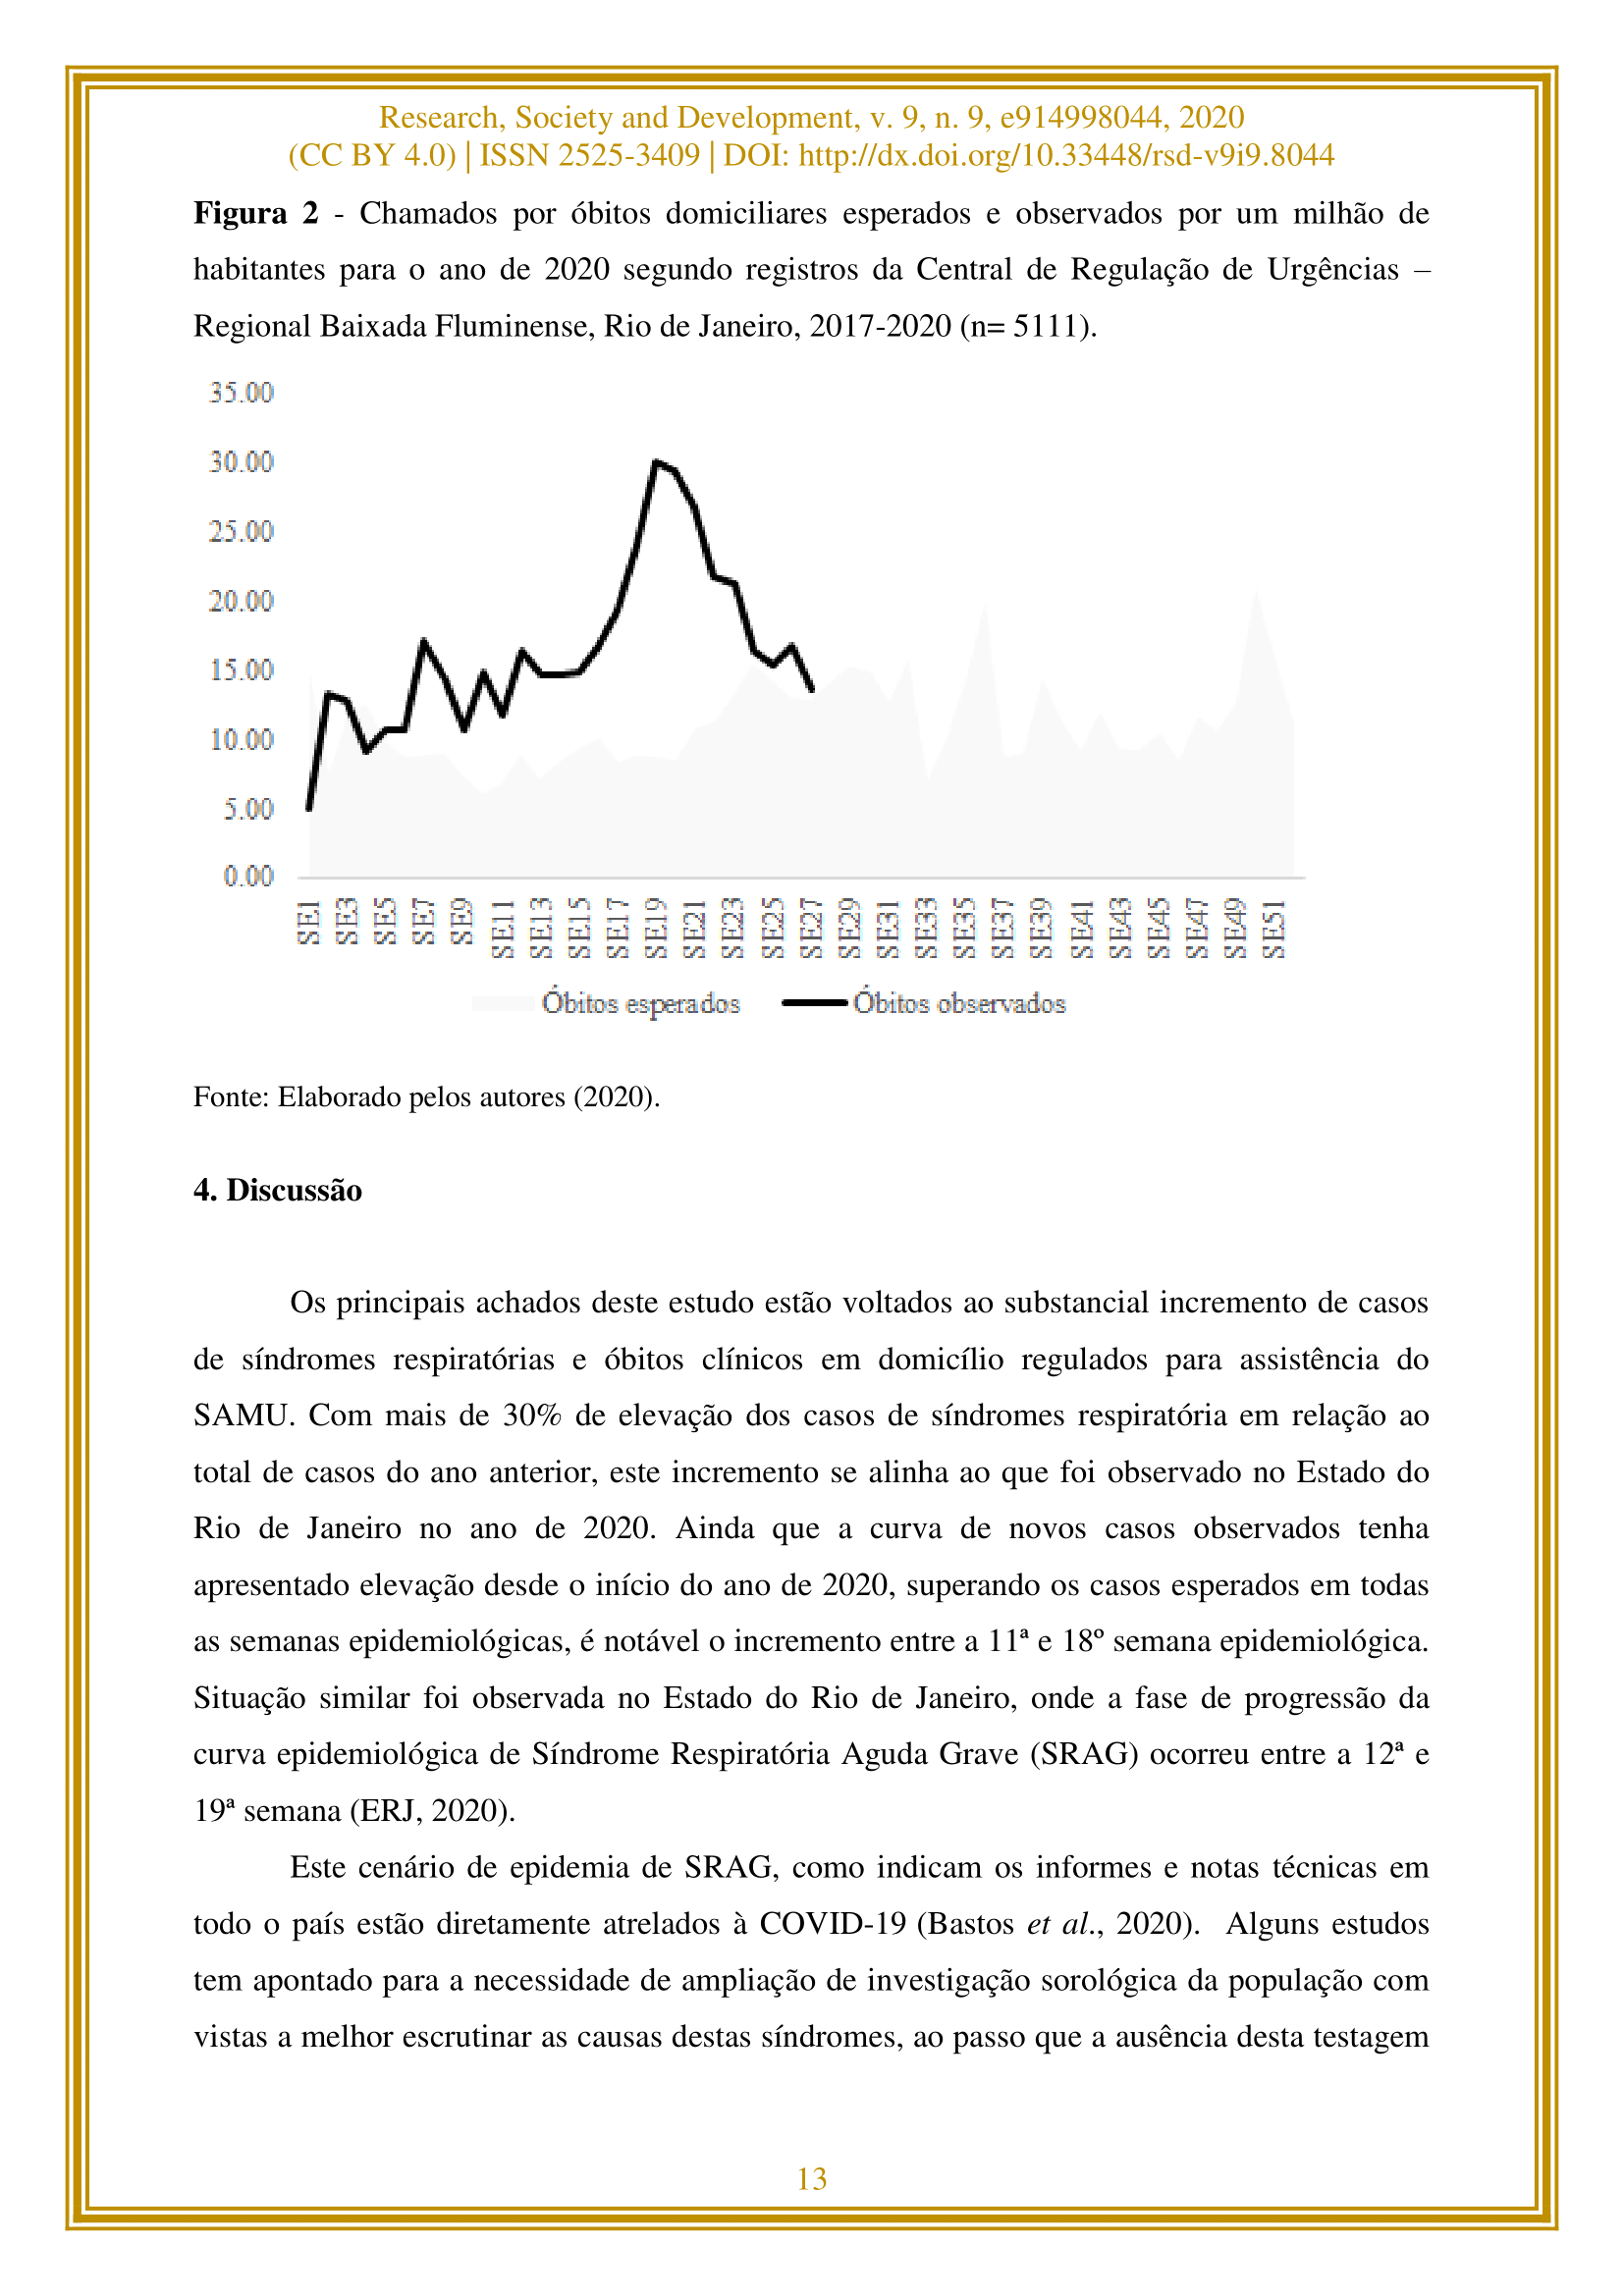 Research, Society and Development, v. 9, n. 9, e914998044, 2020
(CC BY 4.0) | ISSN 2525-3409 | DOI: http://dx.doi.org/10.33448/rsd-v9i9.8044
Figura 2 - Chamados por óbitos domiciliares esperados e observados por um milhão de
habitantes para o ano de 2020 segundo registros da Central de Regulação de Urgências –
Regional Baixada Fluminense, Rio de Janeiro, 2017-2020 (n= 5111).
35.00
30.00
25.00
20.00
15.00
10.00
5.00
0.00
SE1 SE3 SE5 SE7 SE9 SE11 SE13 SE15 SE17 SE19 SE21 SE23 SE25 SE27 SE29 SE31 SE33 SE35 SE37 SE39 SE41 SE43 SE45 SE47 SE49 SE51
Óbitos esperados Óbitos observados
Fonte: Elaborado pelos autores (2020).
4. Discussão
Os principais achados deste estudo estão voltados ao substancial incremento de casos
de síndromes respiratórias e óbitos clínicos em domicílio regulados para assistência do
SAMU. Com mais de 30% de elevação dos casos de síndromes respiratória em relação ao
total de casos do ano anterior, este incremento se alinha ao que foi observado no Estado do
Rio de Janeiro no ano de 2020. Ainda que a curva de novos casos observados tenha
apresentado elevação desde o início do ano de 2020, superando os casos esperados em todas
as semanas epidemiológicas, é notável o incremento entre a 11ª e 18º semana epidemiológica.
Situação similar foi observada no Estado do Rio de Janeiro, onde a fase de progressão da
curva epidemiológica de Síndrome Respiratória Aguda Grave (SRAG) ocorreu entre a 12ª e
19ª semana (ERJ, 2020).
Este cenário de epidemia de SRAG, como indicam os informes e notas técnicas em
todo o país estão diretamente atrelados à COVID-19 (Bastos et al., 2020). Alguns estudos
tem apontado para a necessidade de ampliação de investigação sorológica da população com
vistas a melhor escrutinar as causas destas síndromes, ao passo que a ausência desta testagem
13